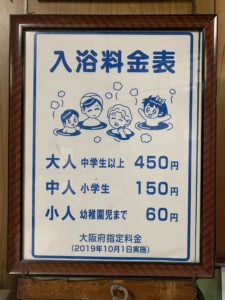 入浴料金表
大人 中学生以上 450円
中人 小学生 150円
小人 幼稚園児まで 60円
大阪府指定料金
(2019年10月1日実施)